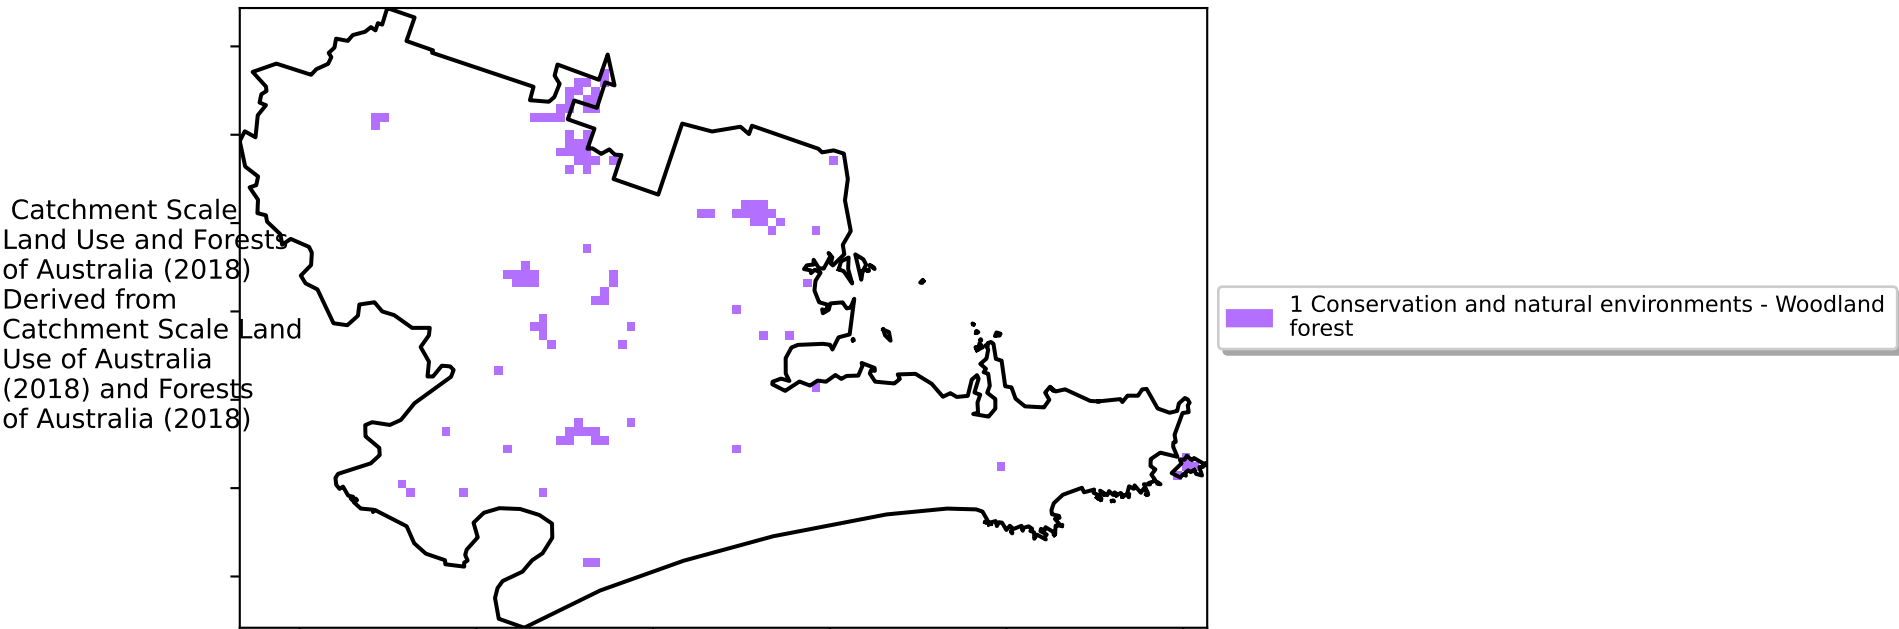 Catchment Scale
Land Use and Forests
of Australia (2018)
Derived from
Catchment Scale Land
Use of Australia
(2018) and Forests
of Australia (2018)
1 Conservation and natural environments - Woodland
forest